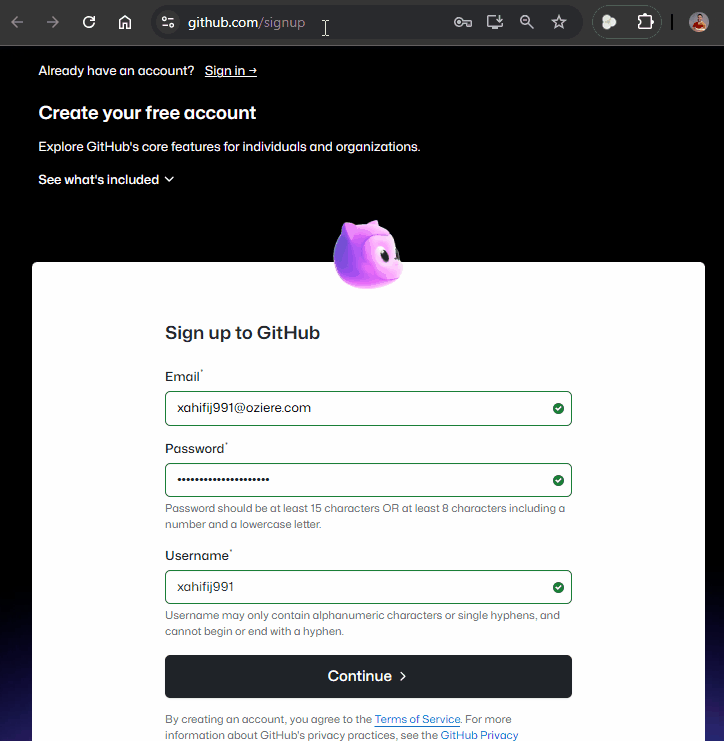 github.com/signup
Already have an account? Sign in →
Create your free account
Explore GitHub's core features for individuals and organizations.
See what's included
Sign up to GitHub
Email*
xahifij991@oziere.com
Password*
•••••••••••••••••••••
Password should be at least 15 characters OR at least 8 characters including a
number and a lowercase letter.
Username*
xahifij991
Username may only contain alphanumeric characters or single hyphens, and
cannot begin or end with a hyphen.
Continue
By creating an account, you agree to the Terms of Service. For more
information about GitHub's privacy practices, see the GitHub Privacy